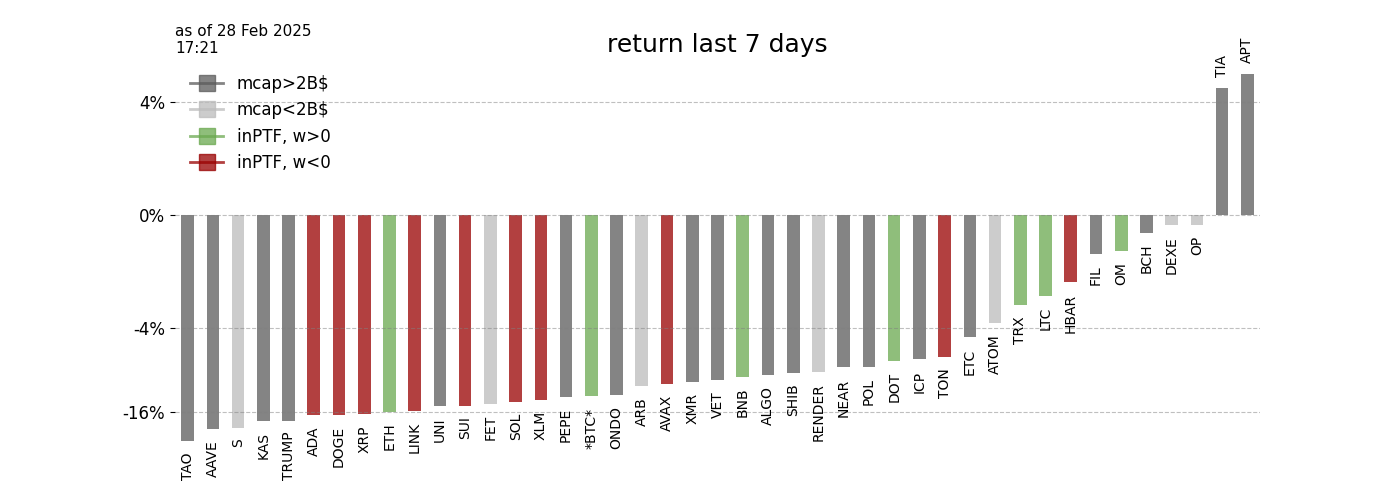 as of 28 Feb 2025
17:21
return last 7 days
mcap>2B$
mcap<2B$
inPTF, w>0
inPTF, w<0
4%
0%
-4%
-16%
TAO
AAVE
S
KAS
TRUMP
ADA
DOGE
XRP
ETH
LINK
UNI
SUI
FET
SOL
XLM
PEPE
*BTC*
ONDO
ARB
AVAX
XMR
VET
BNB
ALGO
SHIB
RENDER
NEAR
POL
DOT
ICP
TON
ETC
ATOM
TRX
LTC
HBAR
FIL
OM
BCH
DEXE
OP
TIA
APT